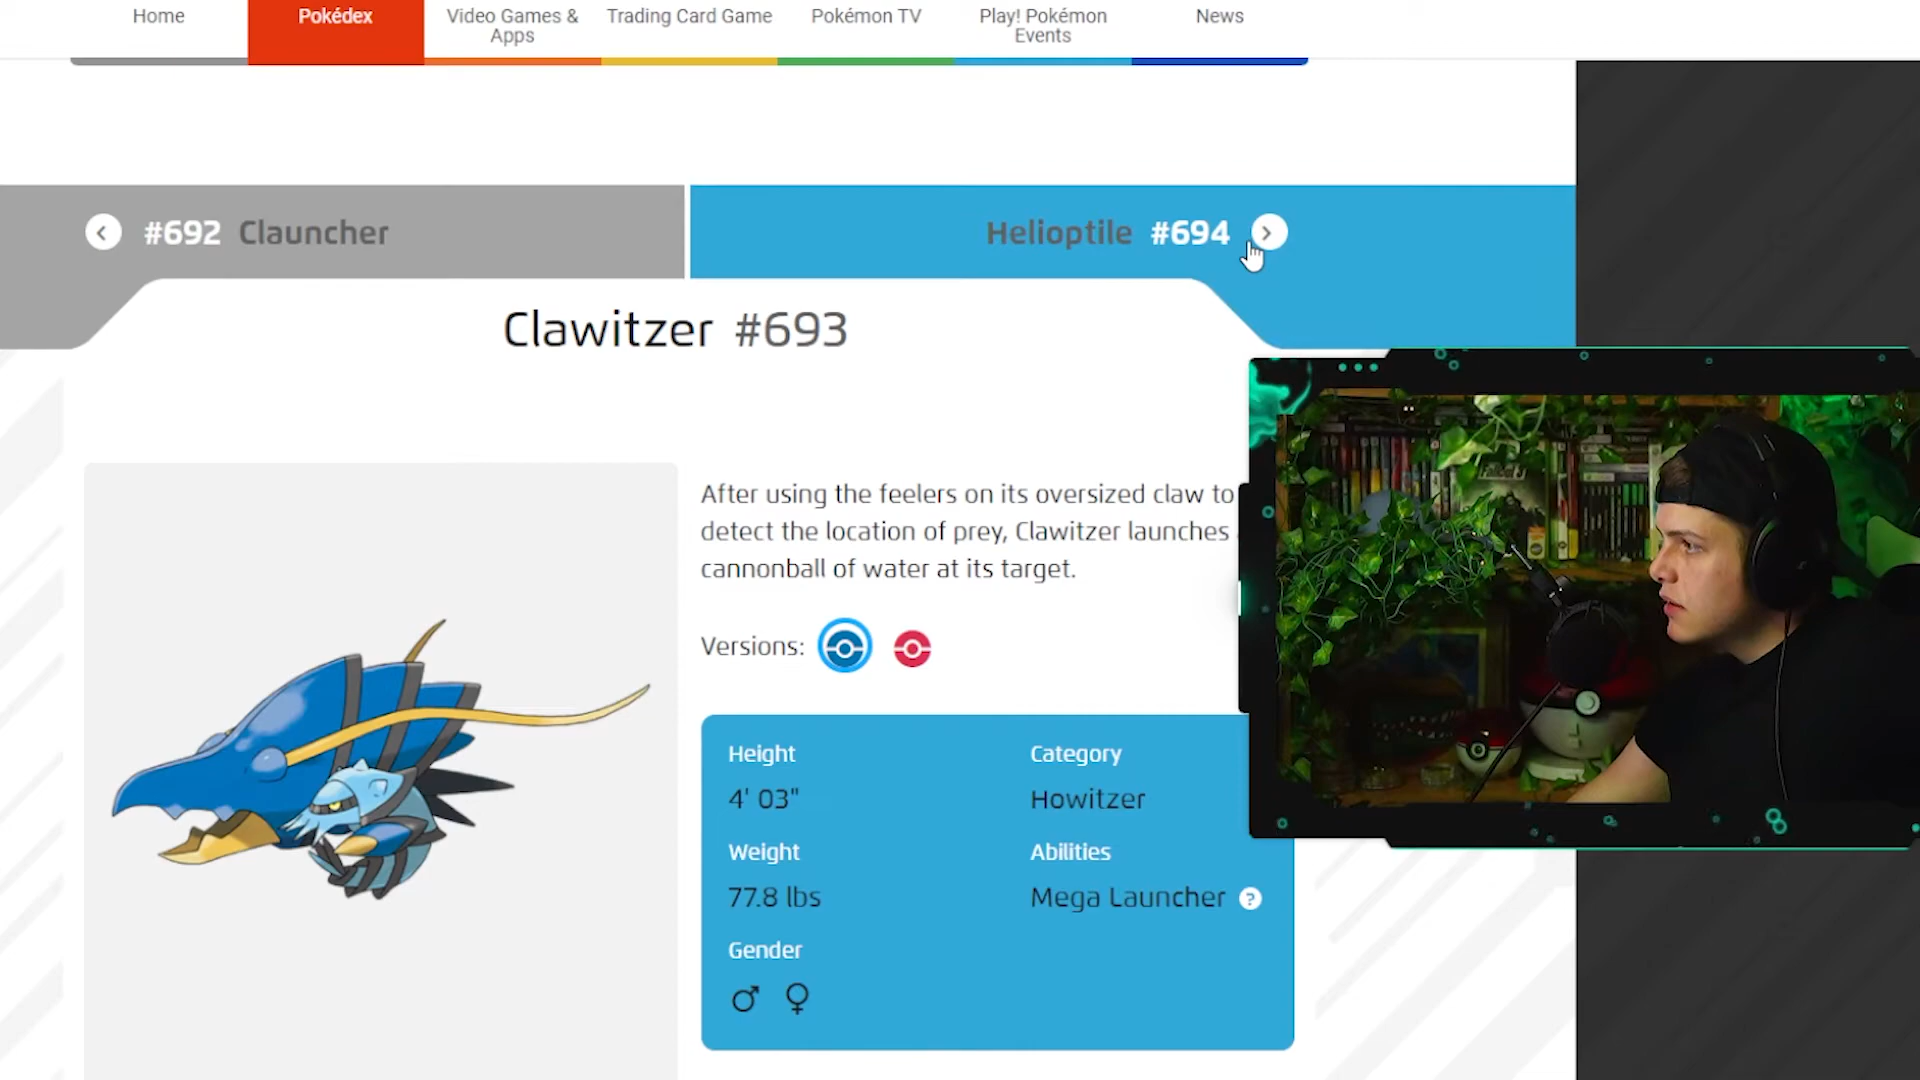 Home
Pokédex
Video Games &
Apps
Trading Card Game
Pokémon TV
Play! Pokémon
Events
News
#692 Clauncher
Helioptile #694
Clawitzer #693
After using the feelers on its oversized claw to
detect the location of prey, Clawitzer launches
cannonball of water at its target.
Versions:
Height
4' 03"
Weight
77.8 lbs
Gender
Category
Howitzer
Abilities
Mega Launcher ?